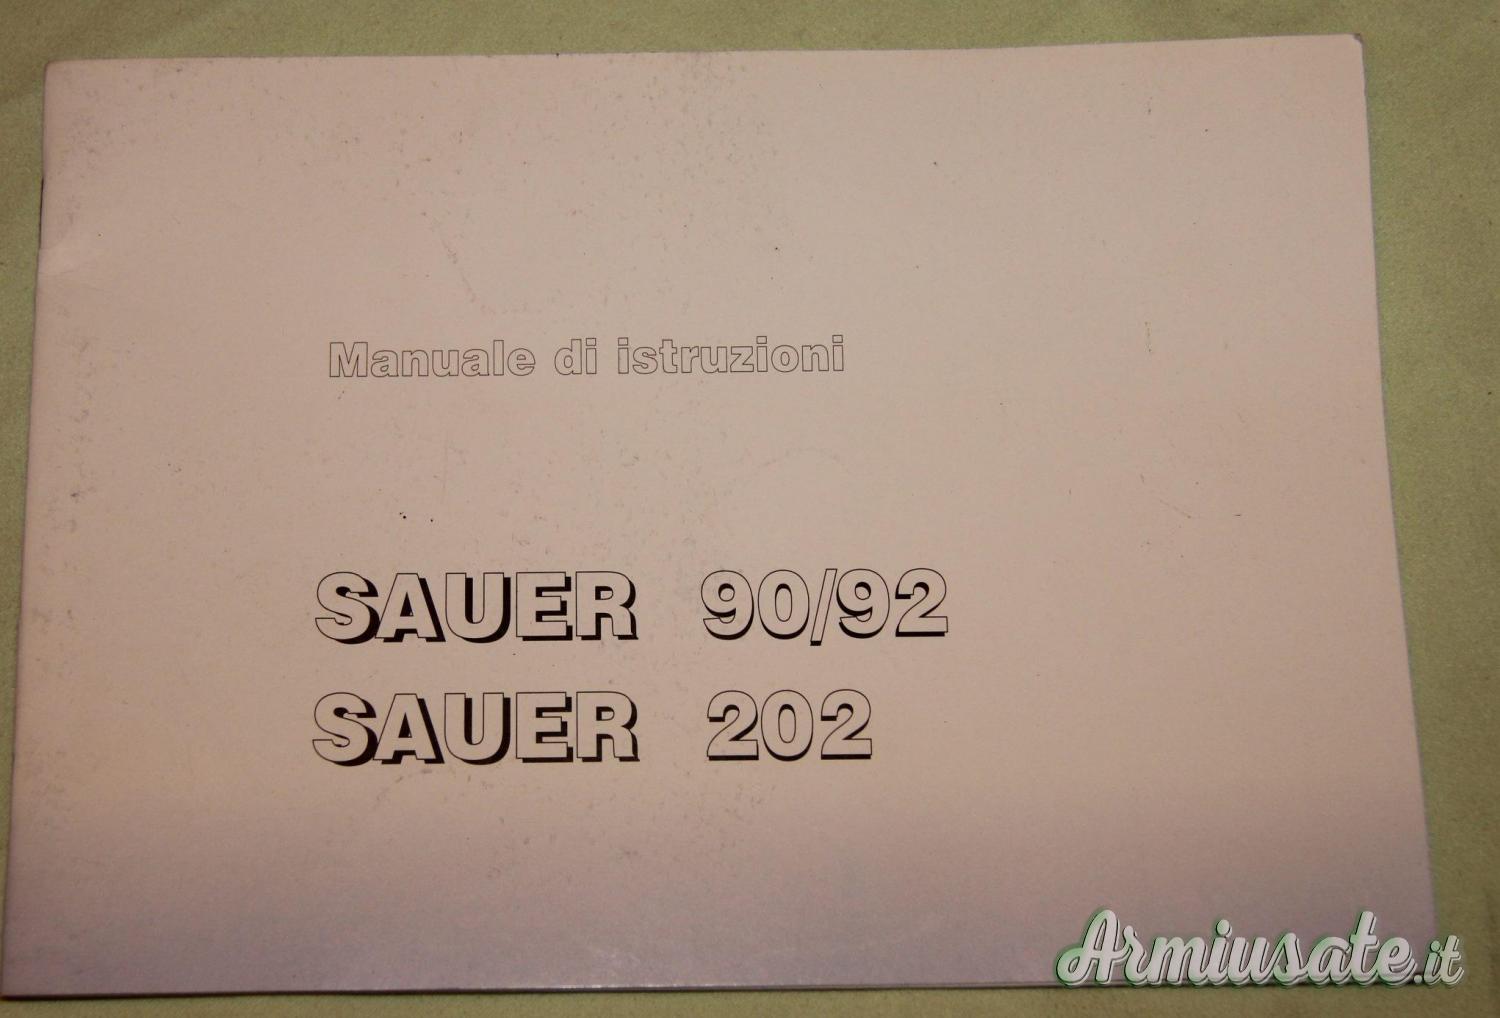 Manuale di istruzioni
SAUER 90/92
SAUER 202
Armiusate.it